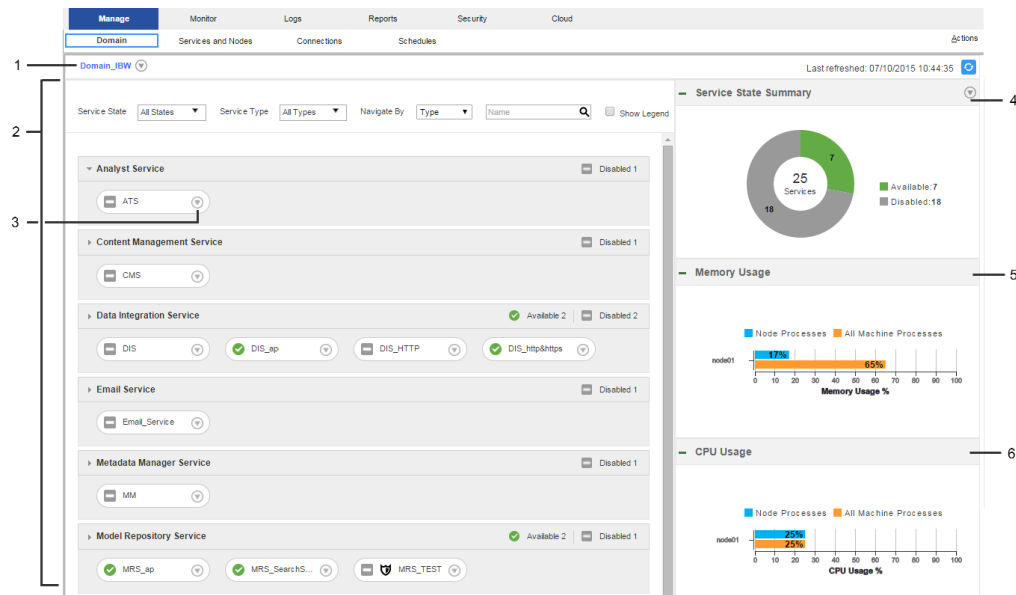 Manage Monitor Logs Reports Security Cloud
Domain Services and Nodes Connections Schedules Actions
1 Domain_IBW Last refreshed: 07/10/2015 10:44:35
2
Service State All States Service Type All Types Navigate By Type Name Show Legend
Analyst Service Disabled 1
ATS
3
Content Management Service Disabled 1
CMS
Data Integration Service Available 2 Disabled 2
DIS DIS_ap DIS_HTTP DIS_http&https
Email Service Disabled 1
Email_Service
Metadata Manager Service Disabled 1
MM
Model Repository Service Available 2 Disabled 1
MRS_ap MRS_SearchS... MRS_TEST
Service State Summary 4
7
25
Services
18
Available:7
Disabled:18
Memory Usage 5
Node Processes All Machine Processes
17%
node01
65%
0 10 20 30 40 50 60 70 80 90 100
Memory Usage %
CPU Usage 6
Node Processes All Machine Processes
25%
node01
25%
0 10 20 30 40 50 60 70 80 90 100
CPU Usage %